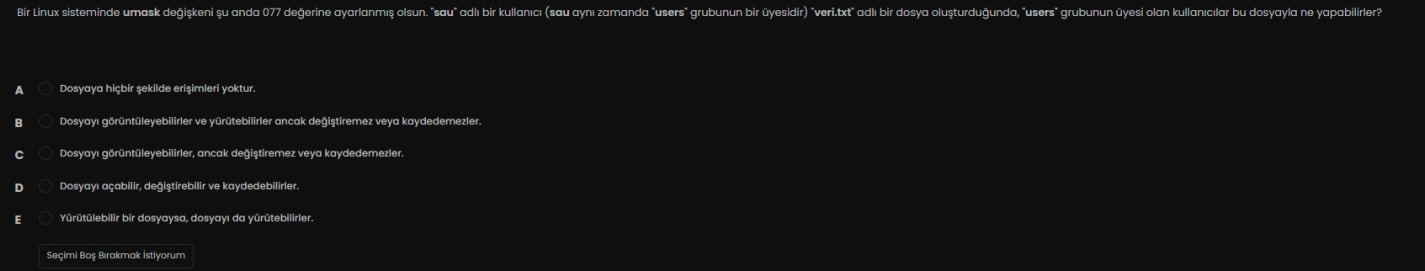 Bir Linux sisteminde umask değişkeni şu anda 077 değerine ayarlanmış olsun. "sau" adlı bir kullanıcı (sau aynı zamanda "users" grubunun bir üyesidir) "veri.txt" adlı bir dosya oluşturduğunda, "users" grubunun üyesi olan kullanıcılar bu dosyayla ne yapabilirler?
A Dosyaya hiçbir şekilde erişimleri yoktur.
B Dosyayı görüntüleyebilirler ve yürütebilirler ancak değiştiremez veya kaydedemezler.
C Dosyayı görüntüleyebilirler, ancak değiştiremez veya kaydedemezler.
D Dosyayı açabilir, değiştirebilir ve kaydedebilirler.
E Yürütülebilir bir dosyaysa, dosyayı da yürütebilirler.
Seçimi Boş Bırakmak İstiyorum